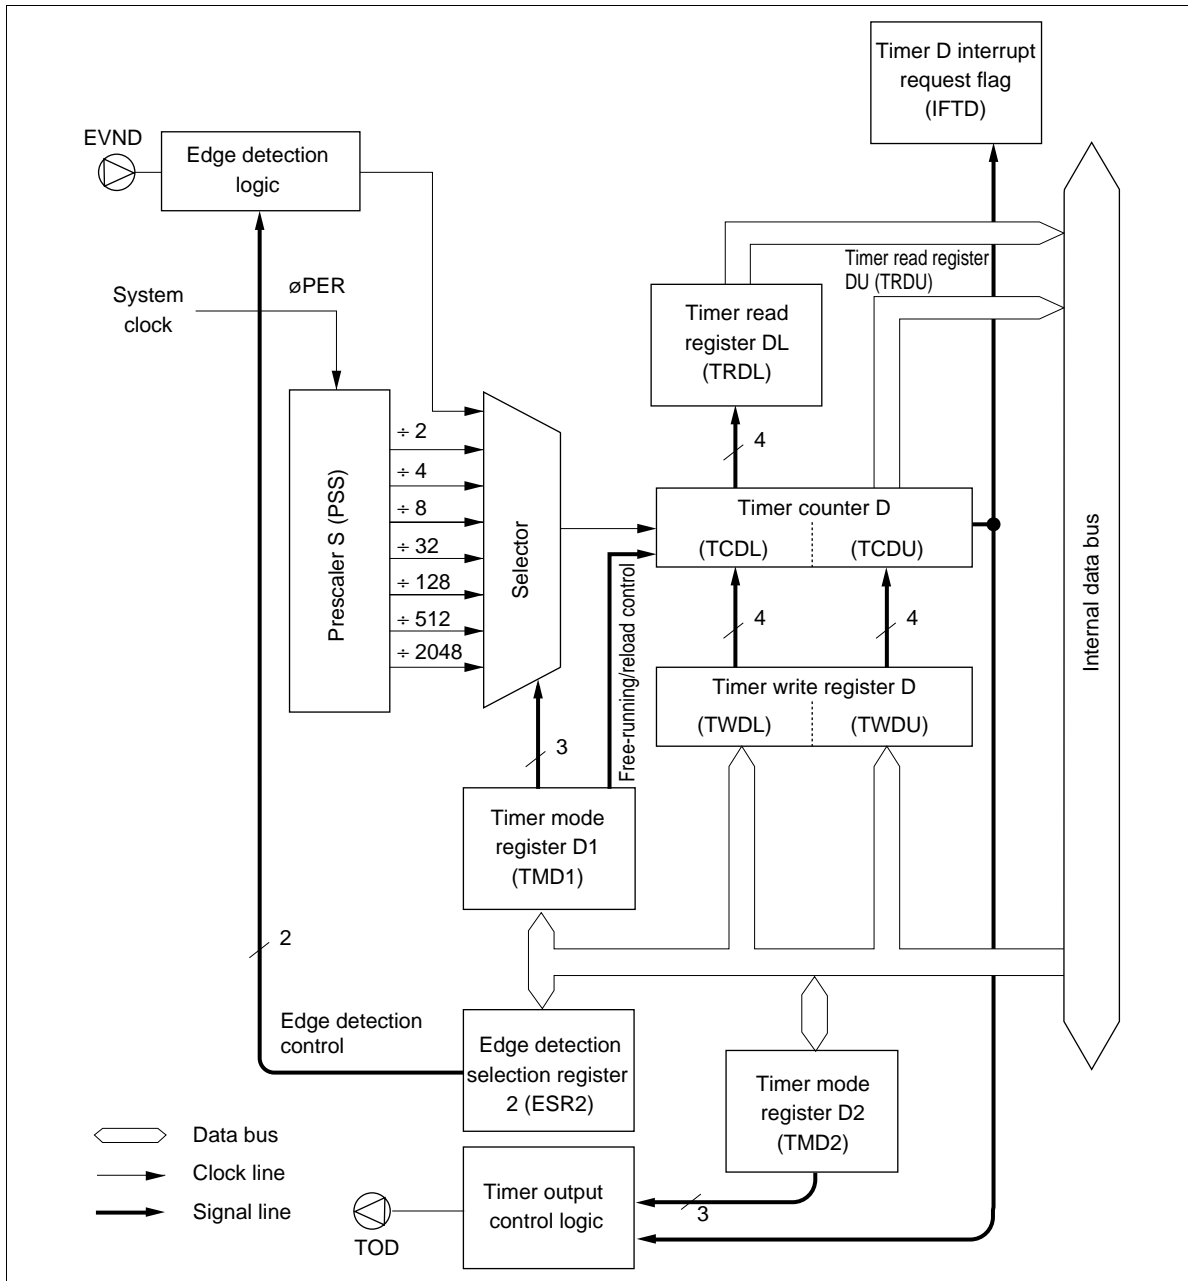 Timer D interrupt
request flag
(IFTD)
EVND
Edge detection
logic
øPER
System
clock
Timer read register
DU (TRDU)
Timer read
register DL
(TRDL)
Prescaler S (PSS)
÷ 2
÷ 4
÷ 8
÷ 32
÷ 128
÷ 512
÷ 2048
Selector
4
Timer counter D
(TCDL)
(TCDU)
Free-running/reload control
4
4
Timer write register D
(TWDL)
(TWDU)
Internal data bus
3
Timer mode
register D1
(TMD1)
2
Edge detection
control
Edge detection
selection register
2 (ESR2)
Timer mode
register D2
(TMD2)
Data bus
Clock line
Signal line
Timer output
control logic
3
TOD